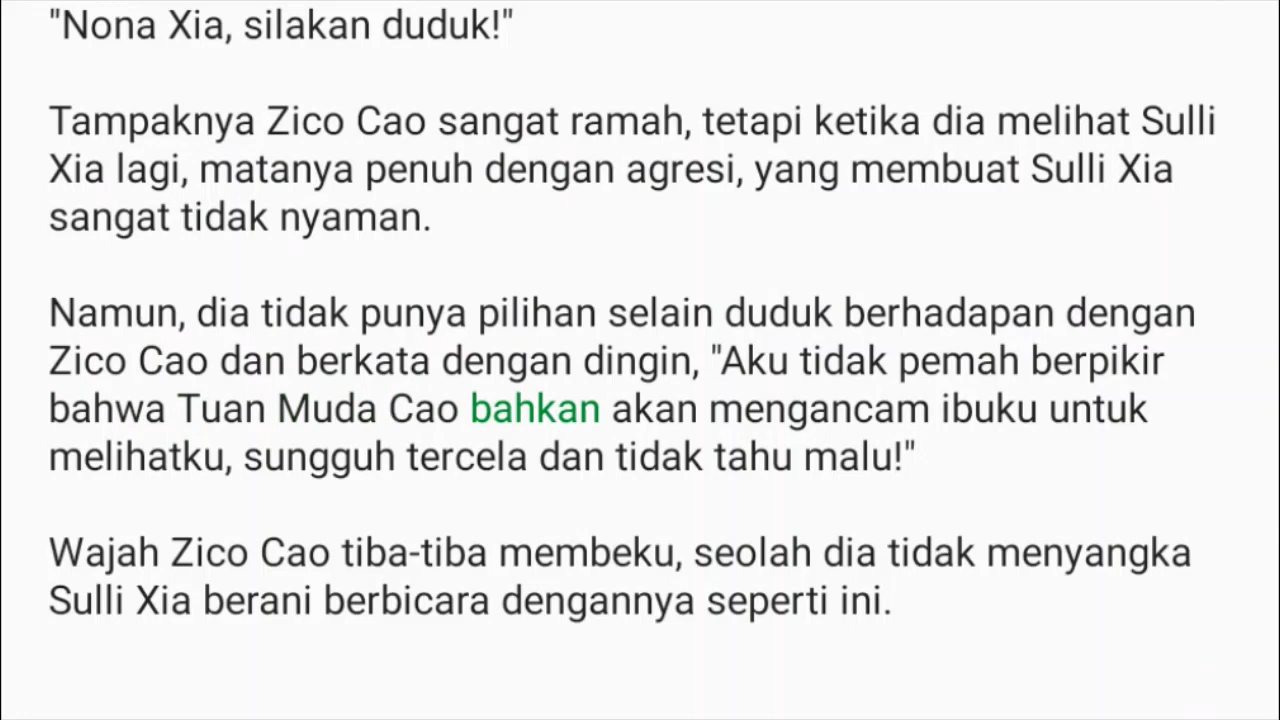 "Nona Xia, silakan duduk!"
Tampaknya Zico Cao sangat ramah, tetapi ketika dia melihat Sulli
Xia lagi, matanya penuh dengan agresi, yang membuat Sulli Xia
sangat tidak nyaman.
Namun, dia tidak punya pilihan selain duduk berhadapan dengan
Zico Cao dan berkata dengan dingin, "Aku tidak pemah berpikir
bahwa Tuan Muda Cao bahkan akan mengancam ibuku untuk
melihatku, sungguh tercela dan tidak tahu malu!"
Wajah Zico Cao tiba-tiba membeku, seolah dia tidak menyangka
Sulli Xia berani berbicara dengannya seperti ini.